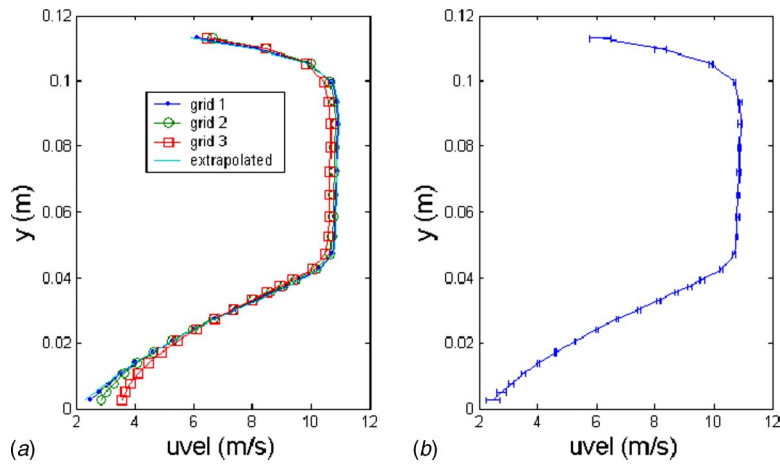 0.12
0.1
0.08
0.06
0.04
0.02
0
y (m)
grid 1
grid 2
grid 3
extrapolated
2 4 6 8 10 12
uvel (m/s)
(a)
0.12
0.1
0.08
0.06
0.04
0.02
0
y (m)
2 4 6 8 10 12
uvel (m/s)
(b)